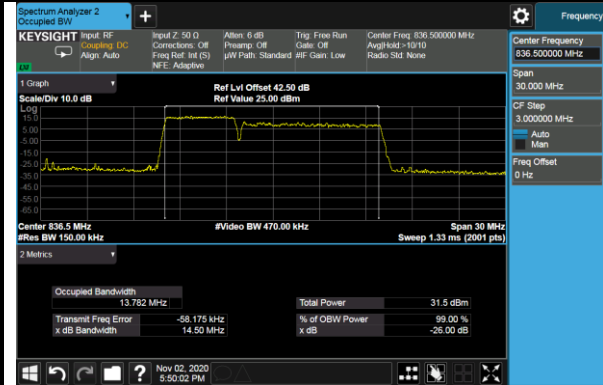 Spectrum Analyzer 2
Occupied BW
+
Frequency
KEYSIGHT
Input: RF
Coupling: DC
Align: Auto
Input Z: 50 Ω
Corrections: Off
Freq Ref: Int (S)
NFE: Adaptive
Atten: 6 dB
Preamp: Off
µW Path: Standard
Trig: Free Run
Gate: Off
#IF Gain: Low
Center Freq: 836.500000 MHz
Avg|Hold:>10/10
Radio Std: None
LXI
Center Frequency
836.500000 MHz
Span
30.000 MHz
CF Step
3.000000 MHz
Auto
Man
Freq Offset
0 Hz
1 Graph
Scale/Div 10.0 dB
Ref Lvl Offset 42.50 dB
Ref Value 25.00 dBm
Log
15.0
5.00
-5.00
-15.0
-25.0
-35.0
-45.0
-55.0
-65.0
Center 836.5 MHz
#Res BW 150.00 kHz
#Video BW 470.00 kHz
Span 30 MHz
Sweep 1.33 ms (2001 pts)
2 Metrics
Occupied Bandwidth
13.782 MHz
Total Power 31.5 dBm
Transmit Freq Error -58.175 kHz
% of OBW Power 99.00 %
x dB Bandwidth 14.50 MHz
x dB -26.00 dB
?
Nov 02, 2020
5:50:02 PM